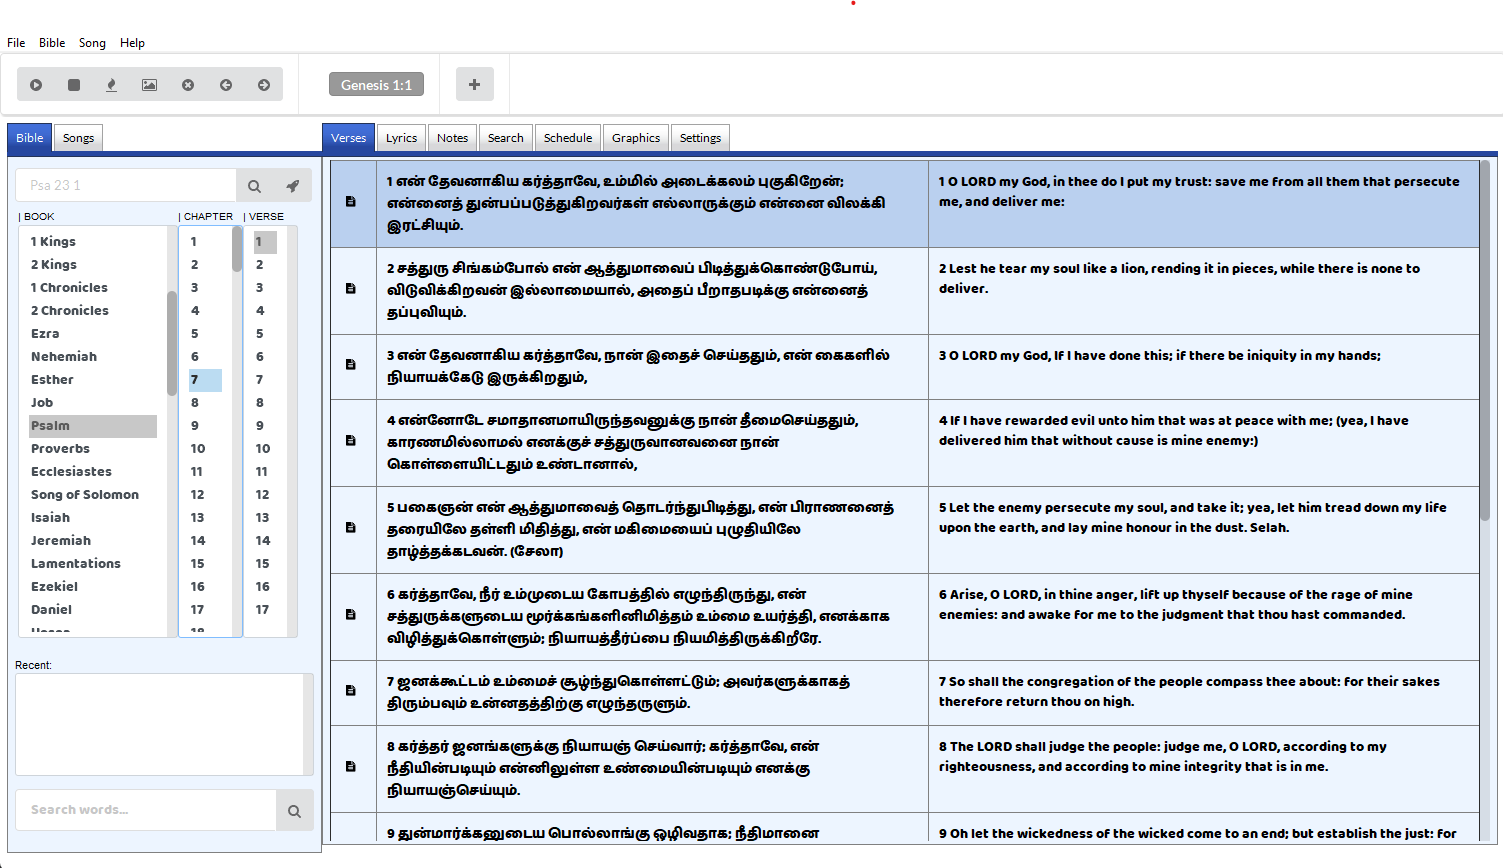 File Bible Song Help
Genesis 1:1
Bible Songs
Verses Lyrics Notes Search Schedule Graphics Settings
Psa 23 1
| BOOK | CHAPTER | VERSE
1 Kings 1 1
2 Kings 2 2
1 Chronicles 3 3
2 Chronicles 4 4
Ezra 5 5
Nehemiah 6 6
Esther 7 7
Job 8 8
Psalm 9 9
Proverbs 10 10
Ecclesiastes 11 11
Song of Solomon 12 12
Isaiah 13 13
Jeremiah 14 14
Lamentations 15 15
Ezekiel 16 16
Daniel 17 17
Recent:
Search words...
1 என் தேவனாகிய கர்த்தாவே, உம்மில் அடைக்கலம் புகுகிறேன்;
என்னைத் துன்பப்படுத்துகிறவர்கள் எல்லாருக்கும் என்னை விலக்கி
இரட்சியும்.
1 O LORD my God, in thee do I put my trust: save me from all them that persecute
me, and deliver me:
2 சத்துரு சிங்கம்போல் என் ஆத்துமாவைப் பிடித்துக்கொண்டுபோய்,
விடுவிக்கிறவன் இல்லாமையால், அதைப் பீறாதபடிக்கு என்னைத்
தப்புவியும்.
2 Lest he tear my soul like a lion, rending it in pieces, while there is none to
deliver.
3 என் தேவனாகிய கர்த்தாவே, நான் இதைச் செய்ததும், என் கைகளில்
நியாயக்கேடு இருக்கிறதும்,
3 O LORD my God, If I have done this; if there be iniquity in my hands;
4 என்னோடே சமாதானமாயிருந்தவனுக்கு நான் தீமைசெய்ததும்,
காரணமில்லாமல் எனக்குச் சத்துருவானவனை நான்
கொள்ளையிட்டதும் உண்டானால்,
4 If I have rewarded evil unto him that was at peace with me; (yea, I have
delivered him that without cause is mine enemy:)
5 பகைஞன் என் ஆத்துமாவைத் தொடர்ந்துபிடித்து, என் பிராணனைத்
தரையிலே தள்ளி மிதித்து, என் மகிமையைப் புழுதியிலே
தாழ்த்தக்கடவன். (சேலா)
5 Let the enemy persecute my soul, and take it; yea, let him tread down my life
upon the earth, and lay mine honour in the dust. Selah.
6 கர்த்தாவே, நீர் உம்முடைய கோபத்தில் எழுந்திருந்து, என்
சத்துருக்களுடைய மூர்க்கங்களினிமித்தம் உம்மை உயர்த்தி, எனக்காக
விழித்துக்கொள்ளும்; நியாயத்தீர்ப்பை நியமித்திருக்கிறீரே.
6 Arise, O LORD, in thine anger, lift up thyself because of the rage of mine
enemies: and awake for me to the judgment that thou hast commanded.
7 ஜனக்கூட்டம் உம்மைச் சூழ்ந்துகொள்ளட்டும்; அவர்களுக்காகத்
திரும்பவும் உன்னதத்திற்கு எழுந்தருளும்.
7 So shall the congregation of the people compass thee about: for their sakes
therefore return thou on high.
8 கர்த்தர் ஜனங்களுக்கு நியாயஞ் செய்வார்; கர்த்தாவே, என்
நீதியின்படியும் என்னிலுள்ள உண்மையின்படியும் எனக்கு
நியாயஞ்செய்யும்.
8 The LORD shall judge the people: judge me, O LORD, according to my
righteousness, and according to mine integrity that is in me.
9 துன்மார்க்கனுடைய பொல்லாங்கு ஒழிவதாக; நீதிமானை
9 Oh let the wickedness of the wicked come to an end; but establish the just: for